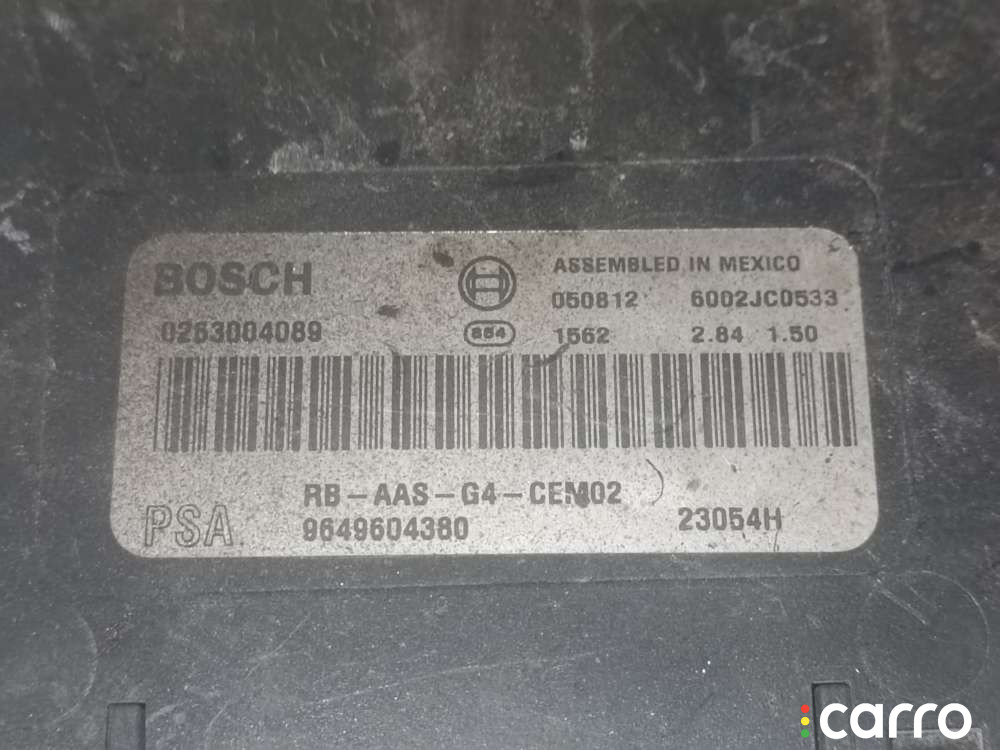 BOSCH
ASSEMBLED IN MEXICO
050812 6002JC0533
0263004089 864 1562 2.84 1.50
RB-AAS-G4-CEM02
PSA 9649604380 23054H
carro